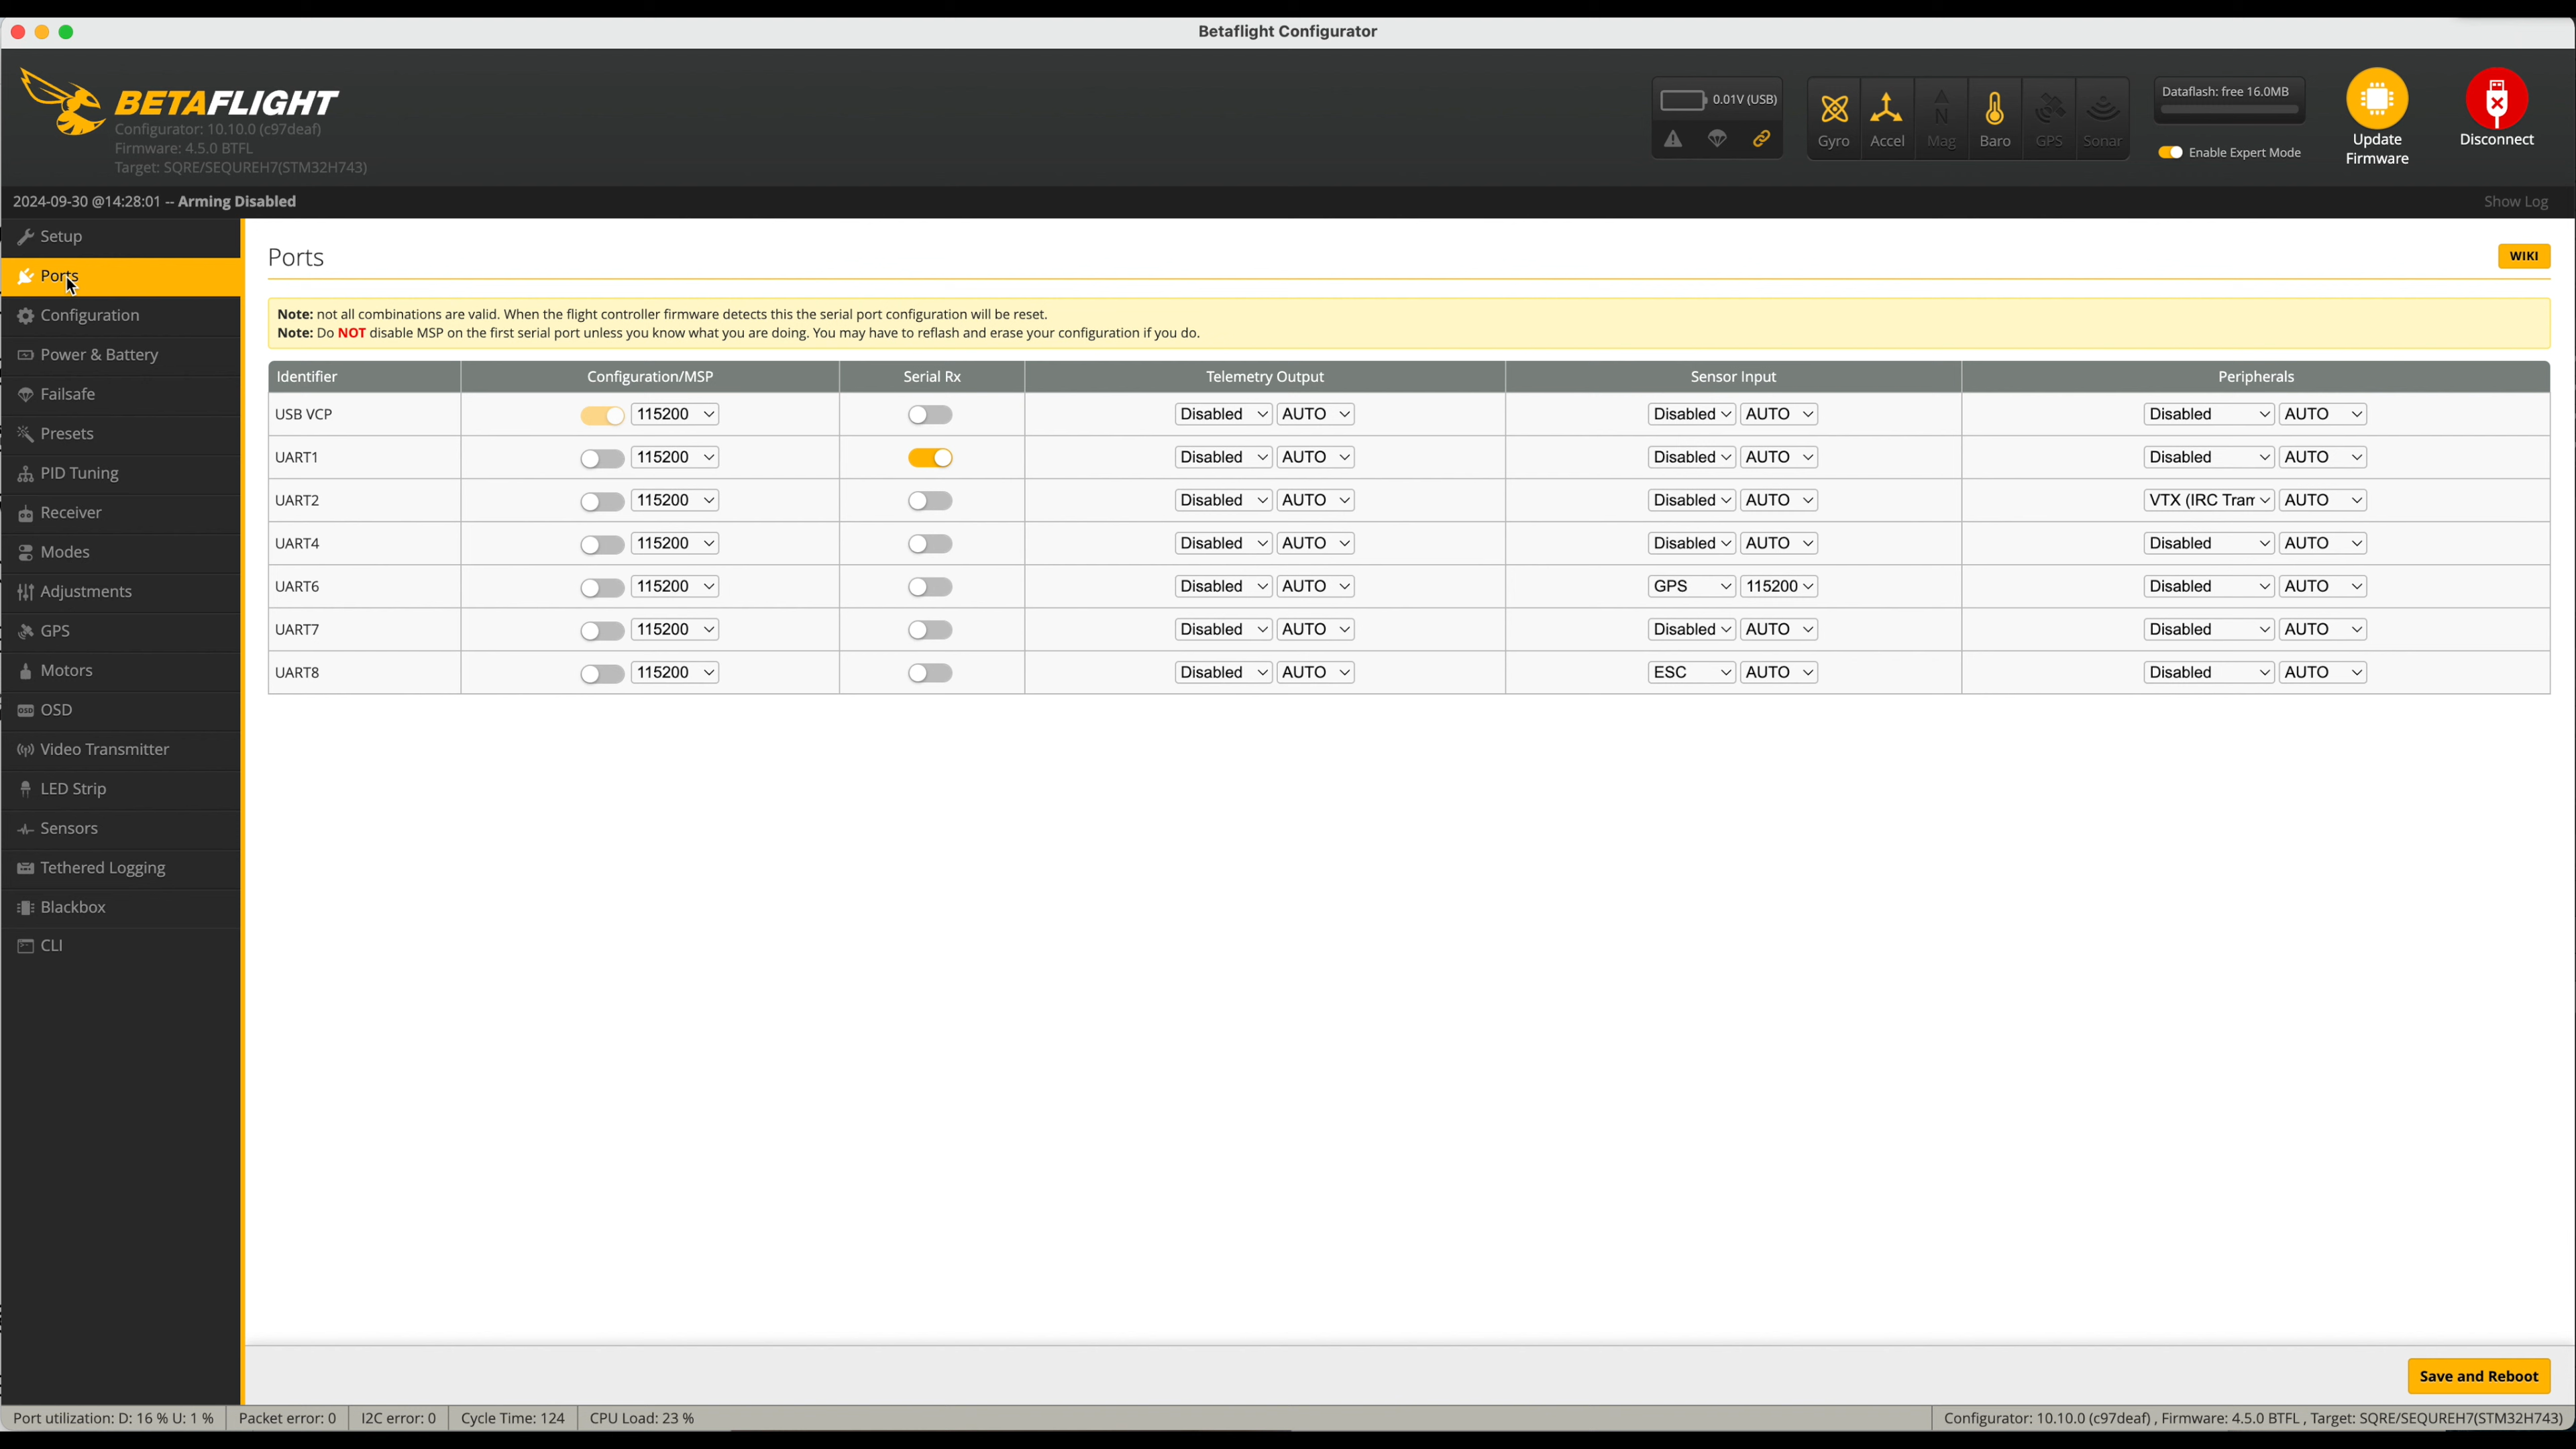 Betaflight Configurator
BETAFLIGHT
Configurator: 10.10.0 (c97deaf)
Firmware: 4.5.0 BTFL
Target: SQRE/SEQUREH7(STM32H743)
0.01V (USB)
Gyro Accel Mag Baro GPS Sonar
Dataflash: free 16.0MB
Enable Expert Mode
Update Firmware
Disconnect
2024-09-30 @14:28:01 -- Arming Disabled
Show Log
Setup
Ports
Configuration
Power & Battery
Failsafe
Presets
PID Tuning
Receiver
Modes
Adjustments
GPS
Motors
OSD
Video Transmitter
LED Strip
Sensors
Tethered Logging
Blackbox
CLI
Ports
WIKI
Note: not all combinations are valid. When the flight controller firmware detects this the serial port configuration will be reset.
Note: Do NOT disable MSP on the first serial port unless you know what you are doing. You may have to reflash and erase your configuration if you do.
Identifier Configuration/MSP Serial Rx Telemetry Output Sensor Input Peripherals
USB VCP 115200 Disabled AUTO Disabled AUTO Disabled AUTO
UART1 115200 Disabled AUTO Disabled AUTO Disabled AUTO
UART2 115200 Disabled AUTO Disabled AUTO VTX (IRC Tram AUTO
UART4 115200 Disabled AUTO Disabled AUTO Disabled AUTO
UART6 115200 Disabled AUTO GPS 115200 Disabled AUTO
UART7 115200 Disabled AUTO Disabled AUTO Disabled AUTO
UART8 115200 Disabled AUTO ESC AUTO Disabled AUTO
Save and Reboot
Port utilization: D: 16 % U: 1 % Packet error: 0 I2C error: 0 Cycle Time: 124 CPU Load: 23 % Configurator: 10.10.0 (c97deaf) , Firmware: 4.5.0 BTFL , Target: SQRE/SEQUREH7(STM32H743)